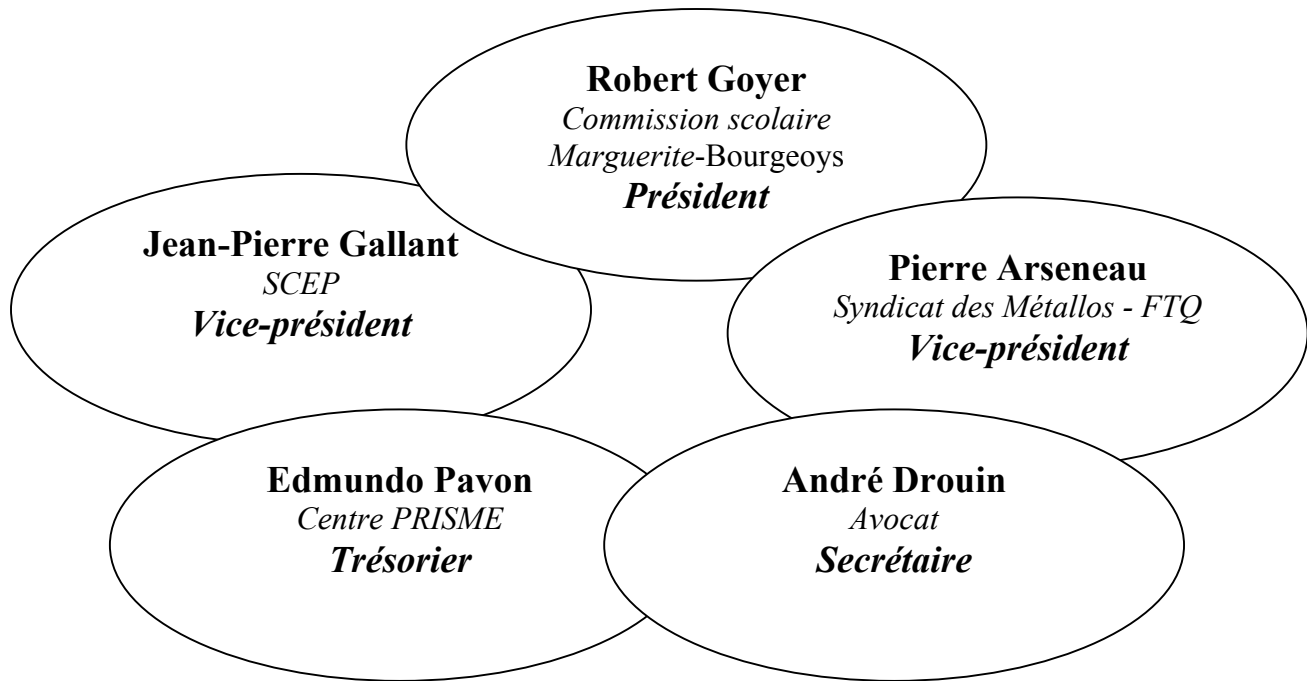 Robert Goyer
Commission scolaire
Marguerite-Bourgeoys
Président
Jean-Pierre Gallant
SCEP
Vice-président
Pierre Arseneau
Syndicat des Métallos - FTQ
Vice-président
Edmundo Pavon
Centre PRISME
Trésorier
André Drouin
Avocat
Secrétaire